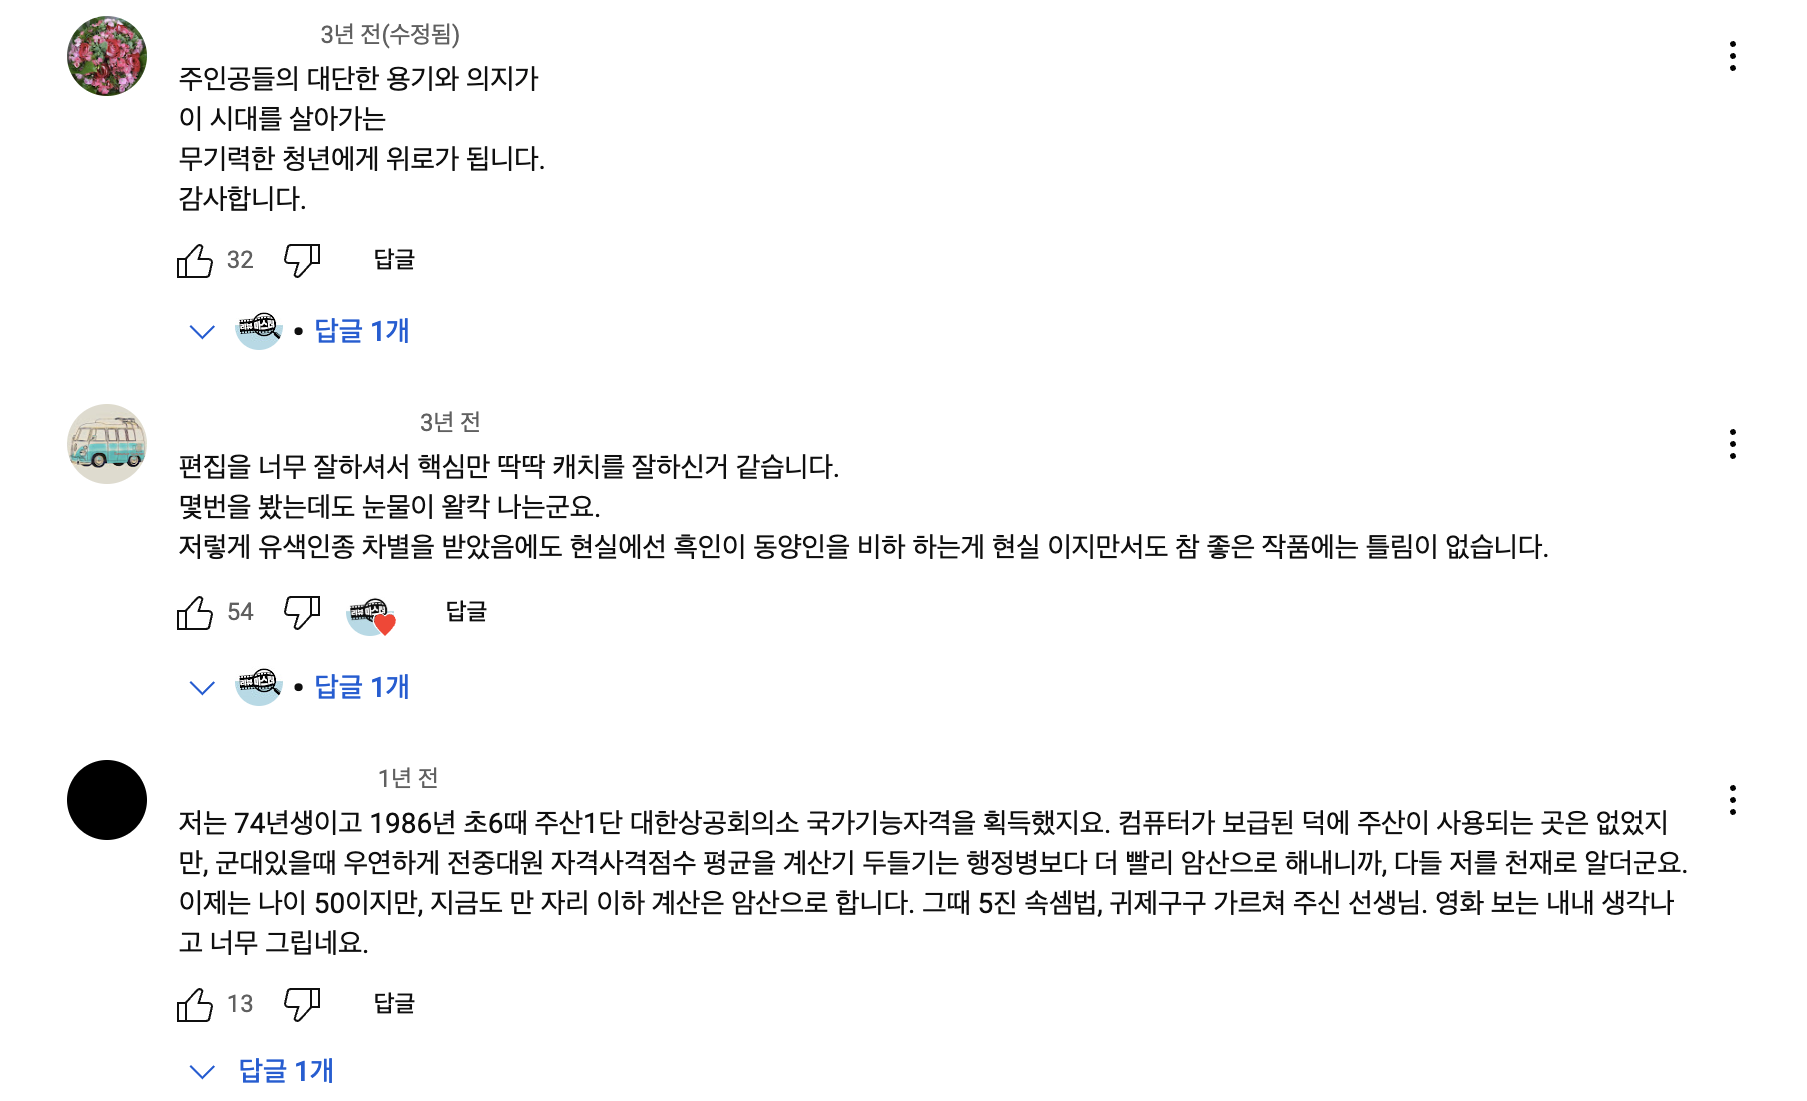 3년 전(수정됨)
주인공들의 대단한 용기와 의지가
이 시대를 살아가는
무기력한 청년에게 위로가 됩니다.
감사합니다.
32 답글
리뷰 마스터 • 답글 1개
3년 전
편집을 너무 잘하셔서 핵심만 딱딱 캐치를 잘하신거 같습니다.
몇번을 봤는데도 눈물이 왈칵 나는군요.
저렇게 유색인종 차별을 받았음에도 현실에선 흑인이 동양인을 비하 하는게 현실 이지만서도 참 좋은 작품에는 틀림이 없습니다.
54 답글
• 답글 1개
1년 전
저는 74년생이고 1986년 초6때 주산1단 대한상공회의소 국가기능자격을 획득했지요. 컴퓨터가 보급된 덕에 주산이 사용되는 곳은 없었지
만, 군대있을때 우연하게 전중대원 자격사격점수 평균을 계산기 두들기는 행정병보다 더 빨리 암산으로 해내니까, 다들 저를 천재로 알더군요.
이제는 나이 50이지만, 지금도 만 자리 이하 계산은 암산으로 합니다. 그때 5진 속셈법, 귀제구구 가르쳐 주신 선생님. 영화 보는 내내 생각나
고 너무 그립네요.
13 답글
답글 1개